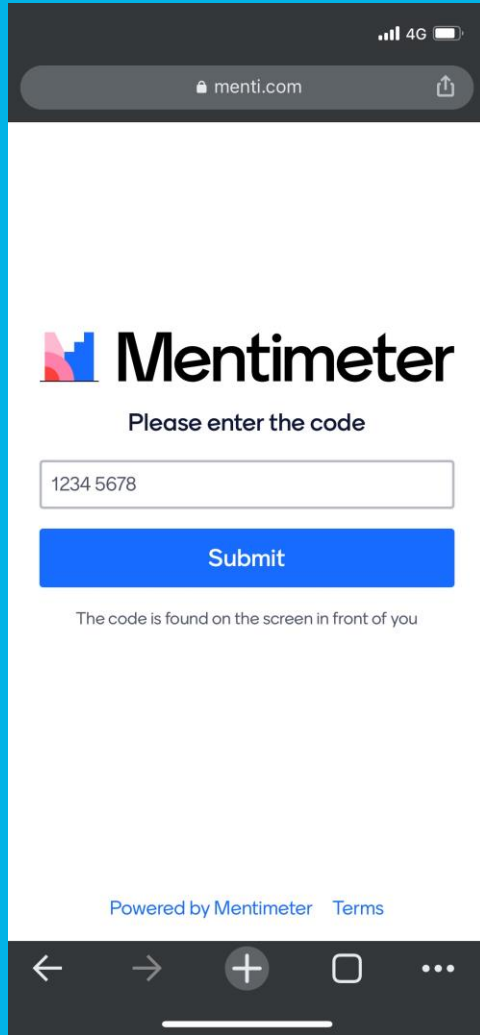 4G
menti.com
Mentimeter
Please enter the code
1234 5678
Submit
The code is found on the screen in front of you
Powered by Mentimeter Terms